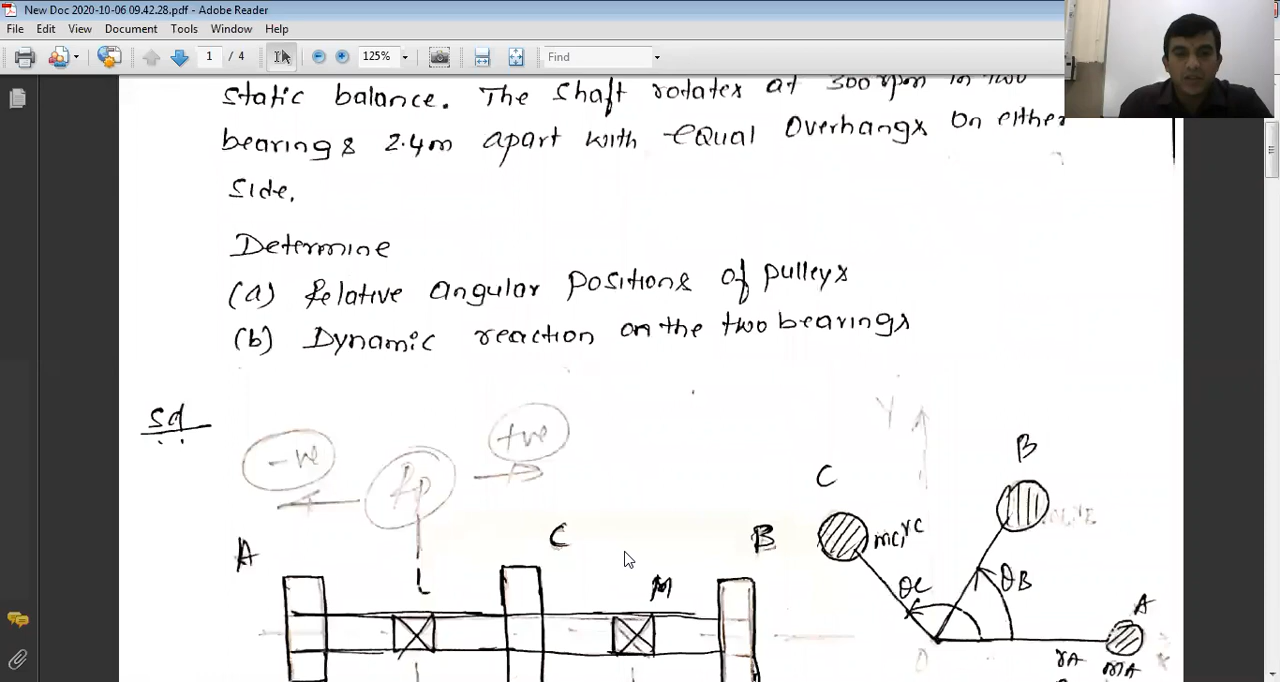 New Doc 2020-10-06 09.42.28.pdf - Adobe Reader
File Edit View Document Tools Window Help
1 / 4 125% Find
static balance. The shaft rotates at 300 rpm in two
bearings 2.4m apart with equal overhangs on either
side.
Determine
(a) Relative angular positions of pulleys
(b) Dynamic reaction on the two bearings
Sol
-ve Rp +ve
Y
A L C M B
C B
mc, rc
θc θB
A
O rA mA X